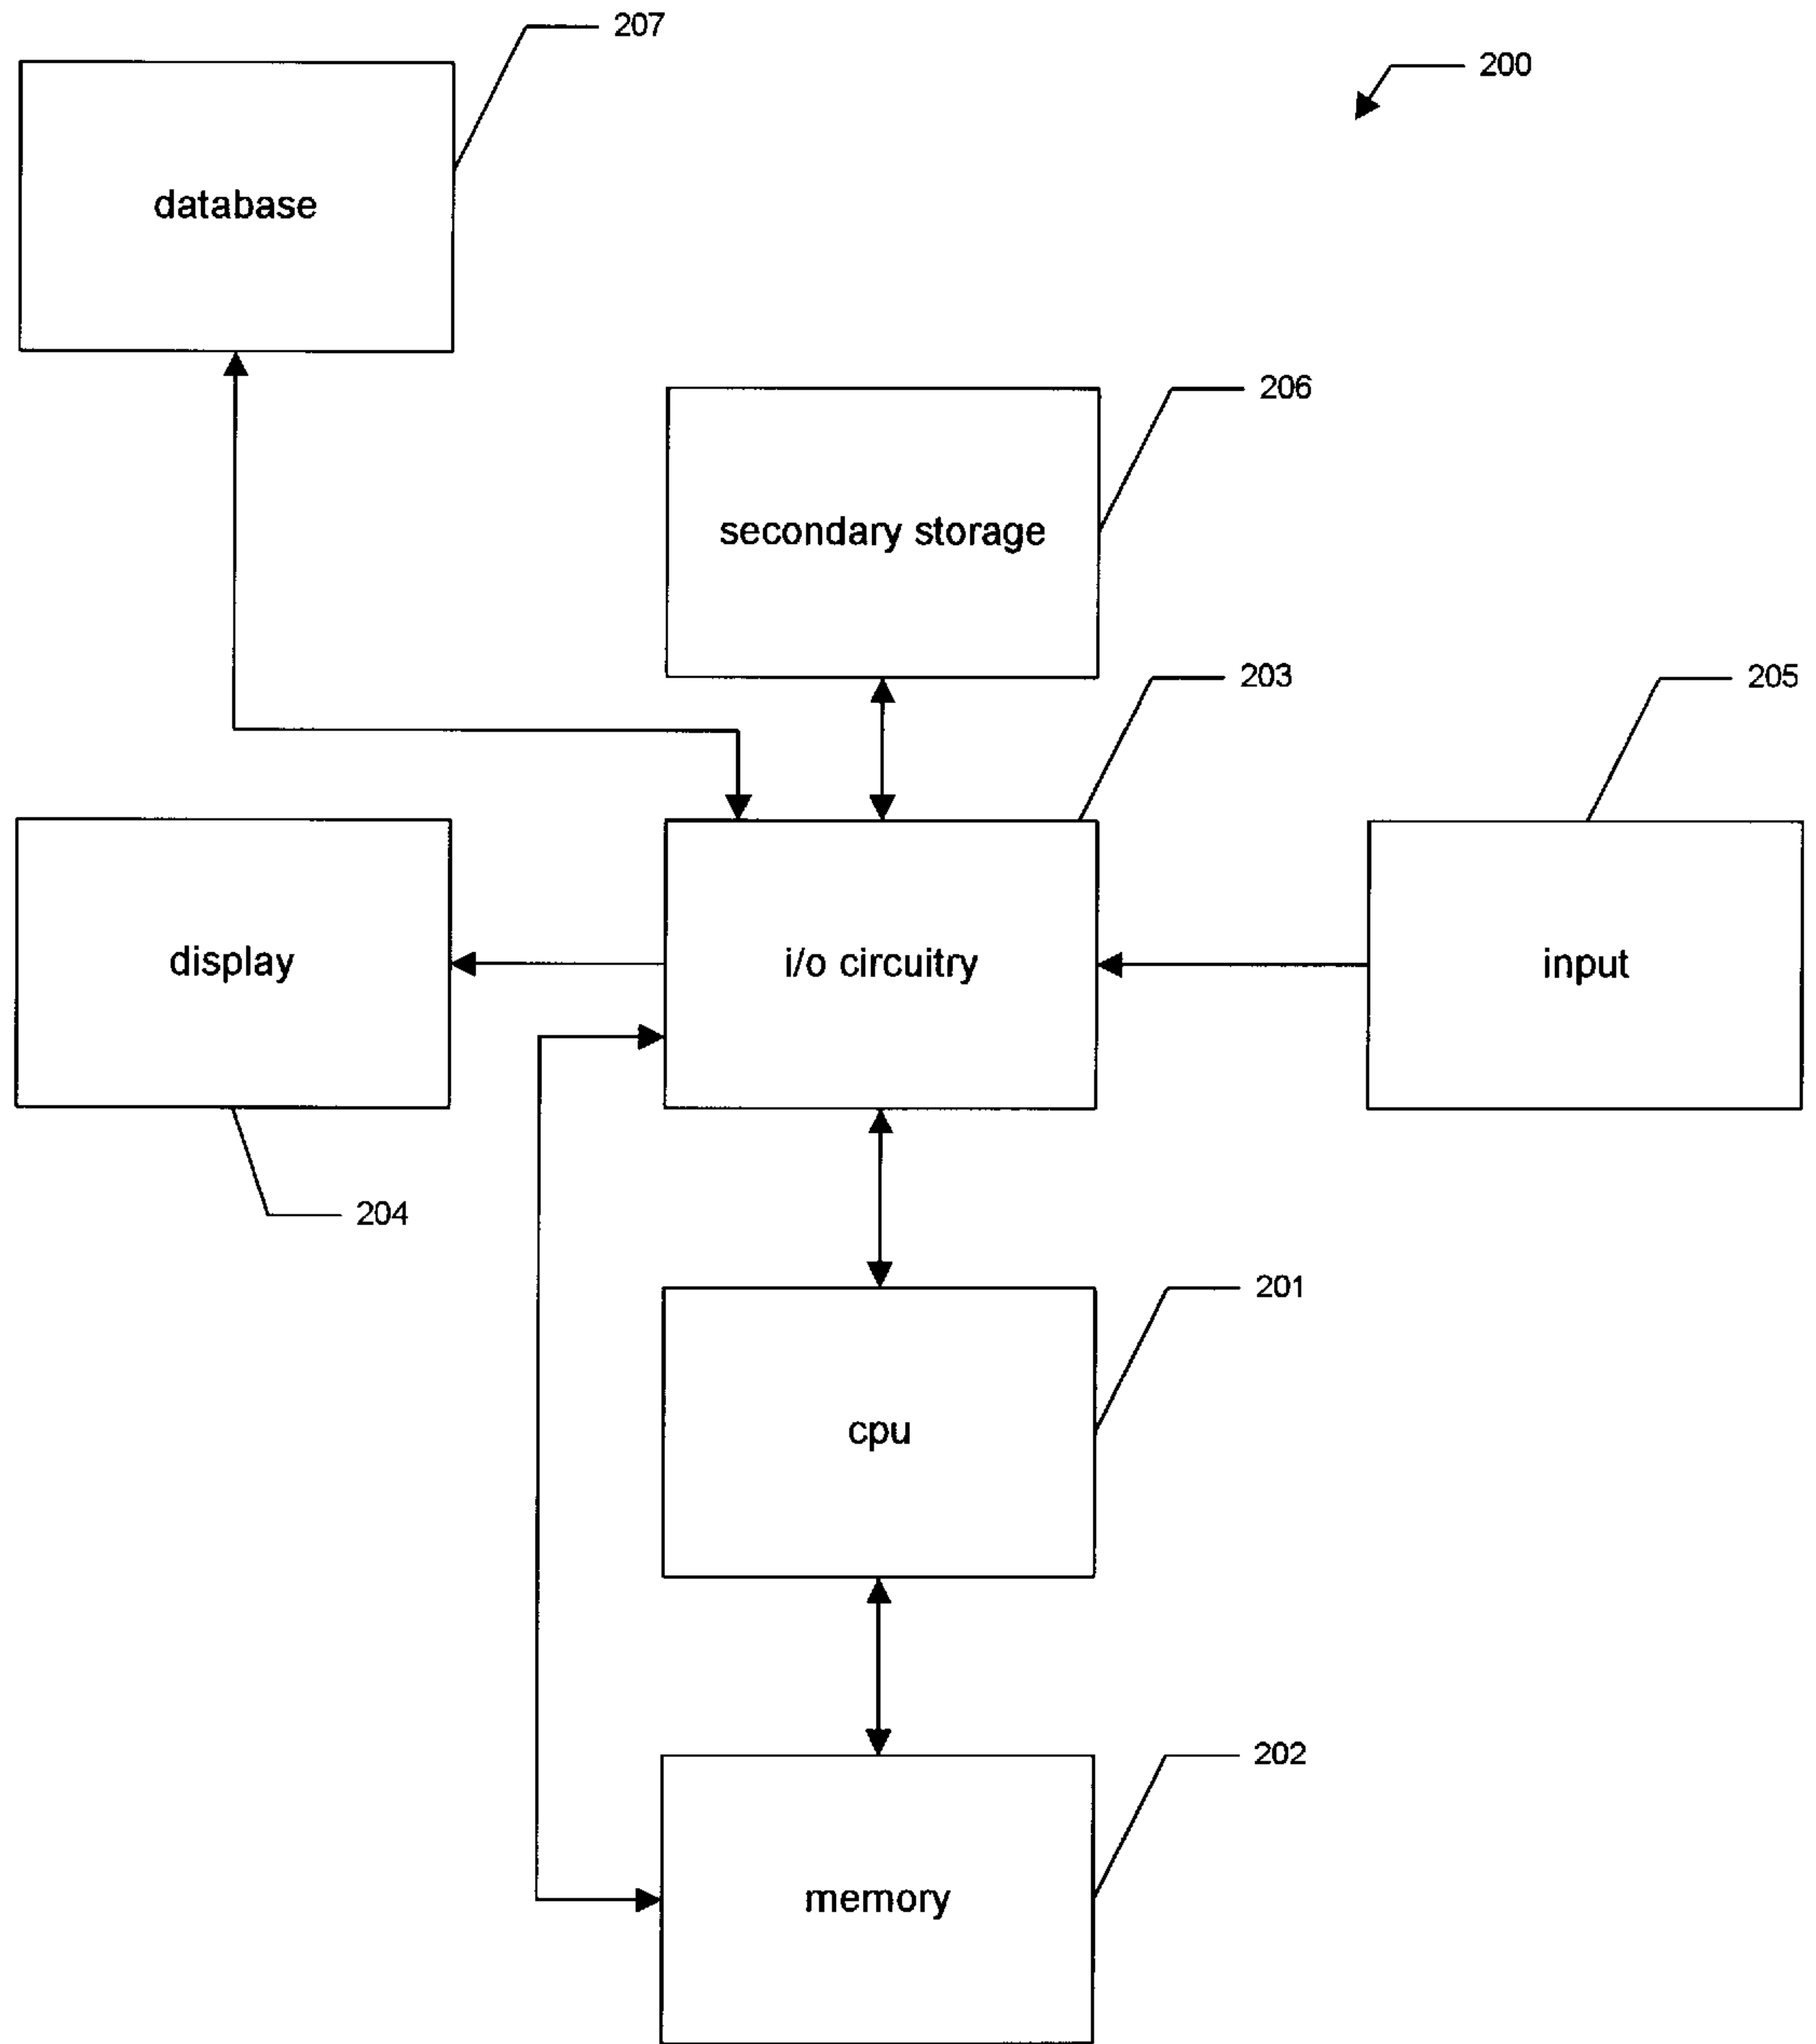 207
200
database
206
secondary storage
203
205
display
i/o circuitry
input
204
201
cpu
202
memory